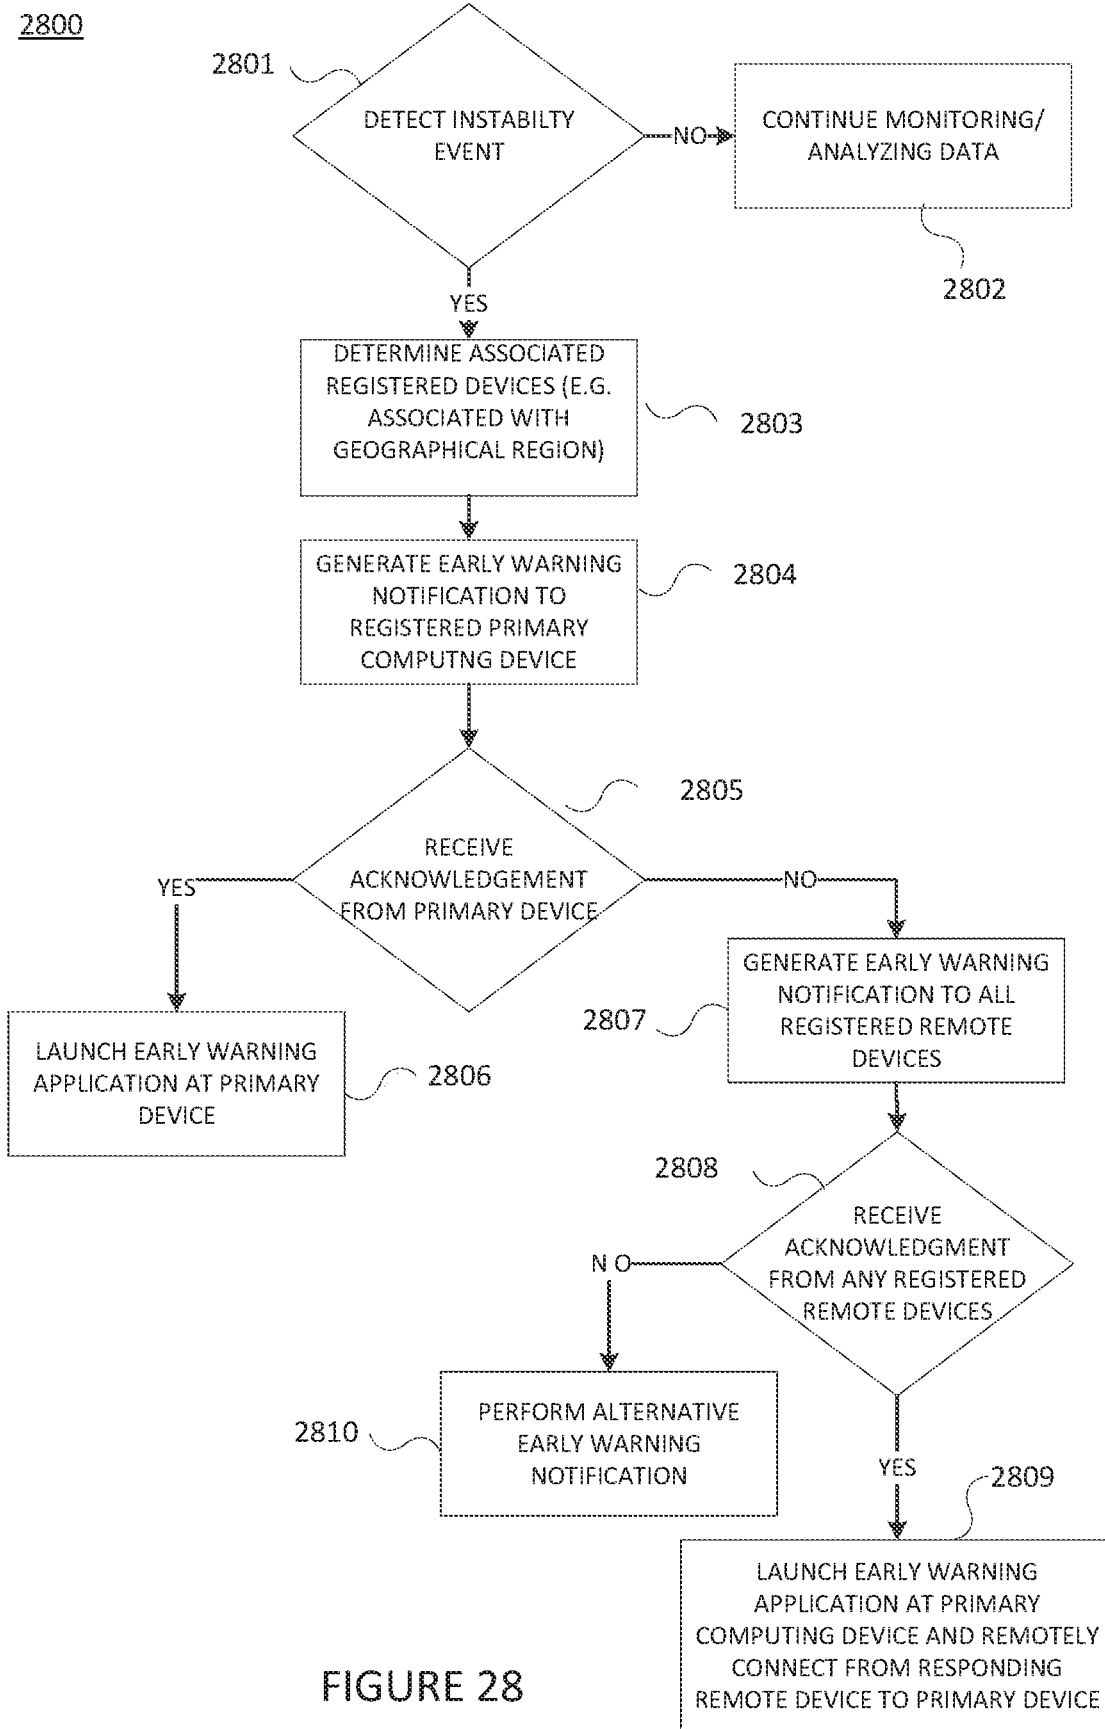 2800
2801
DETECT INSTABILTY
EVENT
NO
CONTINUE MONITORING/
ANALYZING DATA
2802
YES
DETERMINE ASSOCIATED
REGISTERED DEVICES (E.G.
ASSOCIATED WITH
GEOGRAPHICAL REGION)
2803
GENERATE EARLY WARNING
NOTIFICATION TO
REGISTERED PRIMARY
COMPUTNG DEVICE
2804
2805
RECEIVE
ACKNOWLEDGEMENT
FROM PRIMARY DEVICE
YES
NO
LAUNCH EARLY WARNING
APPLICATION AT PRIMARY
DEVICE
2806
GENERATE EARLY WARNING
NOTIFICATION TO ALL
REGISTERED REMOTE
DEVICES
2807
2808
RECEIVE
ACKNOWLEDGMENT
FROM ANY REGISTERED
REMOTE DEVICES
N O
PERFORM ALTERNATIVE
EARLY WARNING
NOTIFICATION
2810
YES
2809
LAUNCH EARLY WARNING
APPLICATION AT PRIMARY
COMPUTING DEVICE AND REMOTELY
CONNECT FROM RESPONDING
REMOTE DEVICE TO PRIMARY DEVICE
FIGURE 28